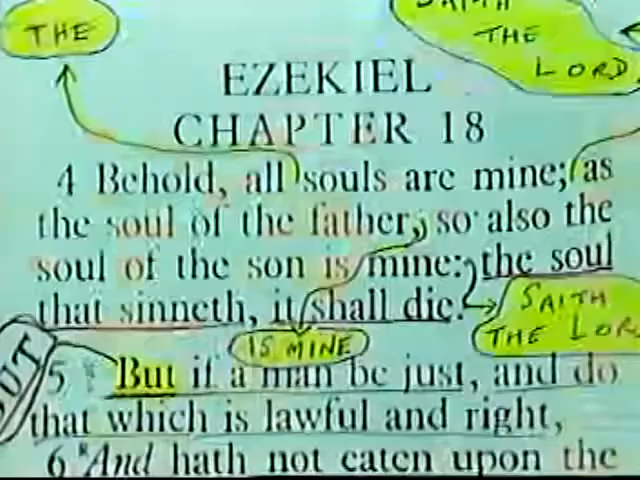 THE
SAITH
THE
LORD
EZEKIEL
CHAPTER 18
4 Behold, all souls are mine; as
the soul of the father, so also the
soul of the son is mine: the soul
that sinneth, it shall die.
SAITH
THE LORD
IS MINE
BUT
5 But if a man be just, and do
that which is lawful and right,
6 And hath not eaten upon the